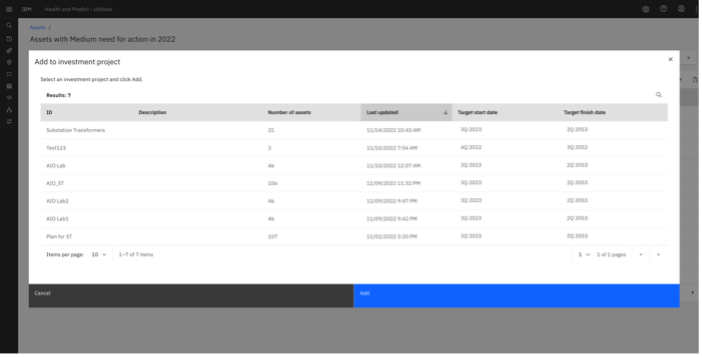 IBM Health and Predict - Utilities
Assets /
Assets with Medium need for action in 2022
Add to investment project
Select an investment project and click Add.
Results: 7
ID Description Number of assets Last updated Target start date Target finish date
Substation Transformers 21 11/14/2022 10:43 AM 3Q 2023 2Q 2053
Test123 3 11/10/2022 7:54 AM 4Q 2022 3Q 2052
AIO Lab 46 11/10/2022 12:07 AM 3Q 2023 2Q 2053
AIO_ST 106 11/09/2022 11:32 PM 3Q 2023 2Q 2053
AIO Lab2 46 11/09/2022 9:47 PM 3Q 2023 2Q 2053
AIO Lab1 46 11/09/2022 9:42 PM 3Q 2023 2Q 2053
Plan for ST 107 11/02/2022 3:20 PM 3Q 2023 2Q 2053
Items per page: 10 1–7 of 7 items 1 1 of 1 pages
Cancel Add